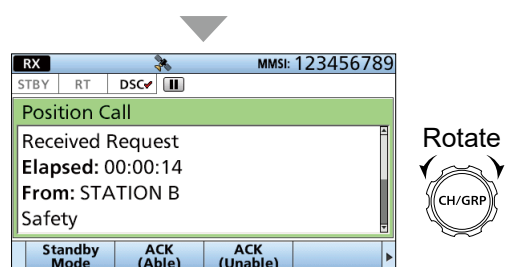 RX MMSI: 123456789
STBY RT DSC
Position Call
Received Request
Elapsed: 00:00:14
From: STATION B
Safety
Standby Mode ACK (Able) ACK (Unable)
Rotate
CH/GRP